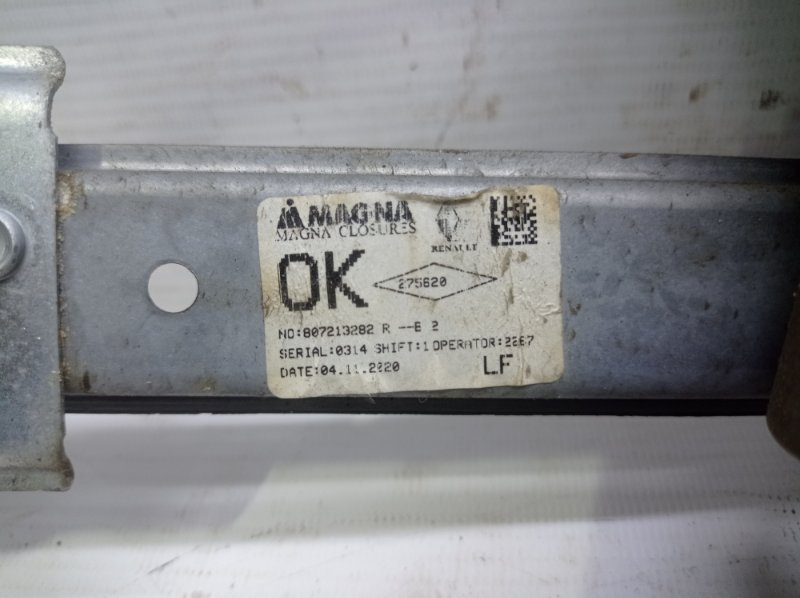 MAGNA
MAGNA CLOSURES
RENAULT
OK
275620
NO:807213282 R --E 2
SERIAL:0314 SHIFT:1 OPERATOR:2267
DATE:04.11.2020
LF